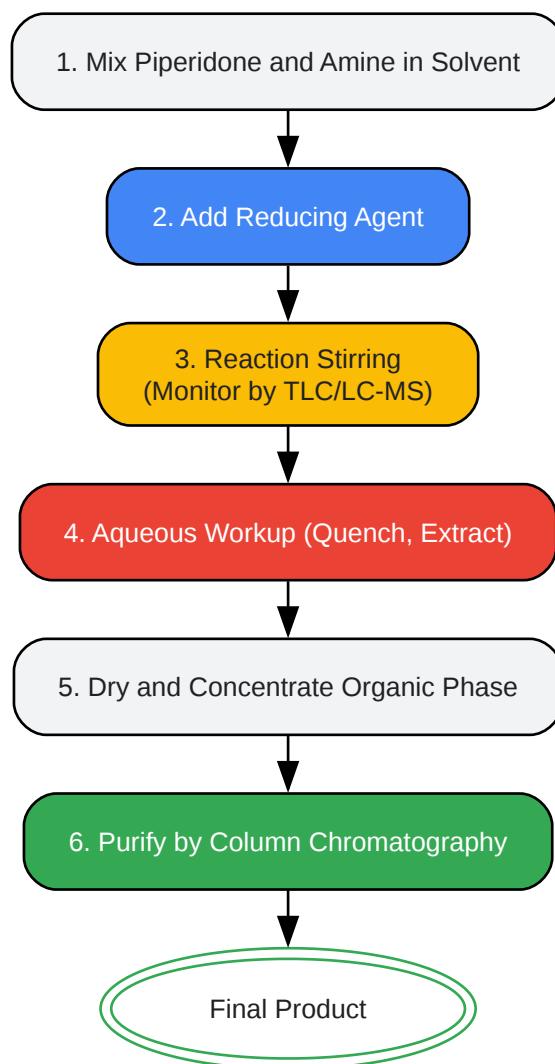 1. Mix Piperidone and Amine in Solvent
2. Add Reducing Agent
3. Reaction Stirring
(Monitor by TLC/LC-MS)
4. Aqueous Workup (Quench, Extract)
5. Dry and Concentrate Organic Phase
6. Purify by Column Chromatography
Final Product